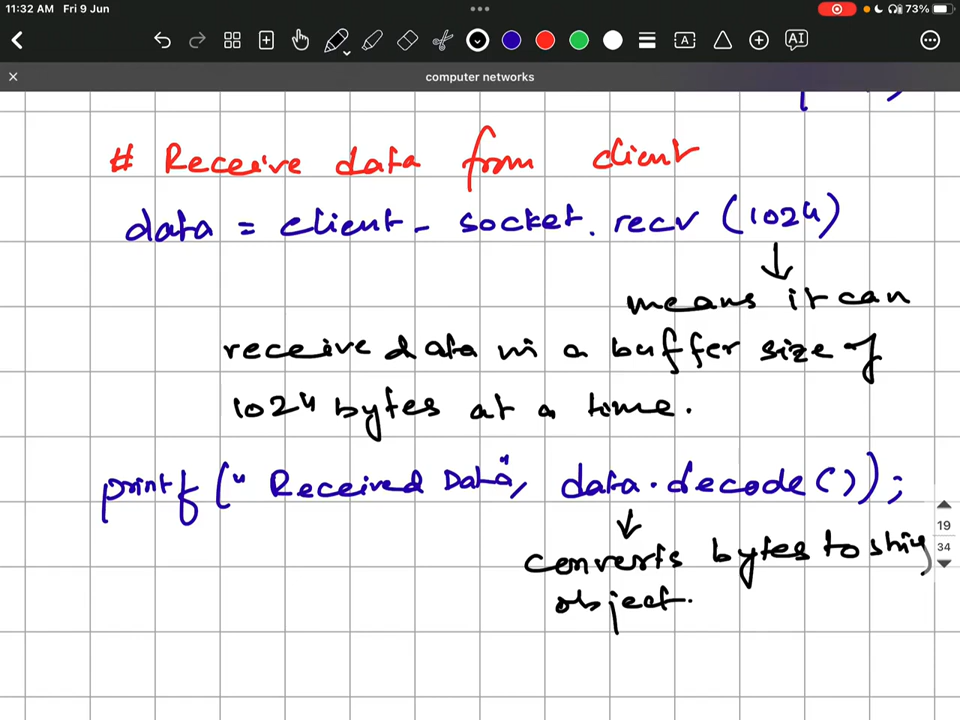 11:32 AM Fri 9 Jun
73%
A
AI
computer networks
# Receive data from client
data = client_socket.recv (1024)
means it can
receive data in a buffer size of
1024 bytes at a time.
printf (" Received Data", data.decode());
converts bytes to string
object.
19
34